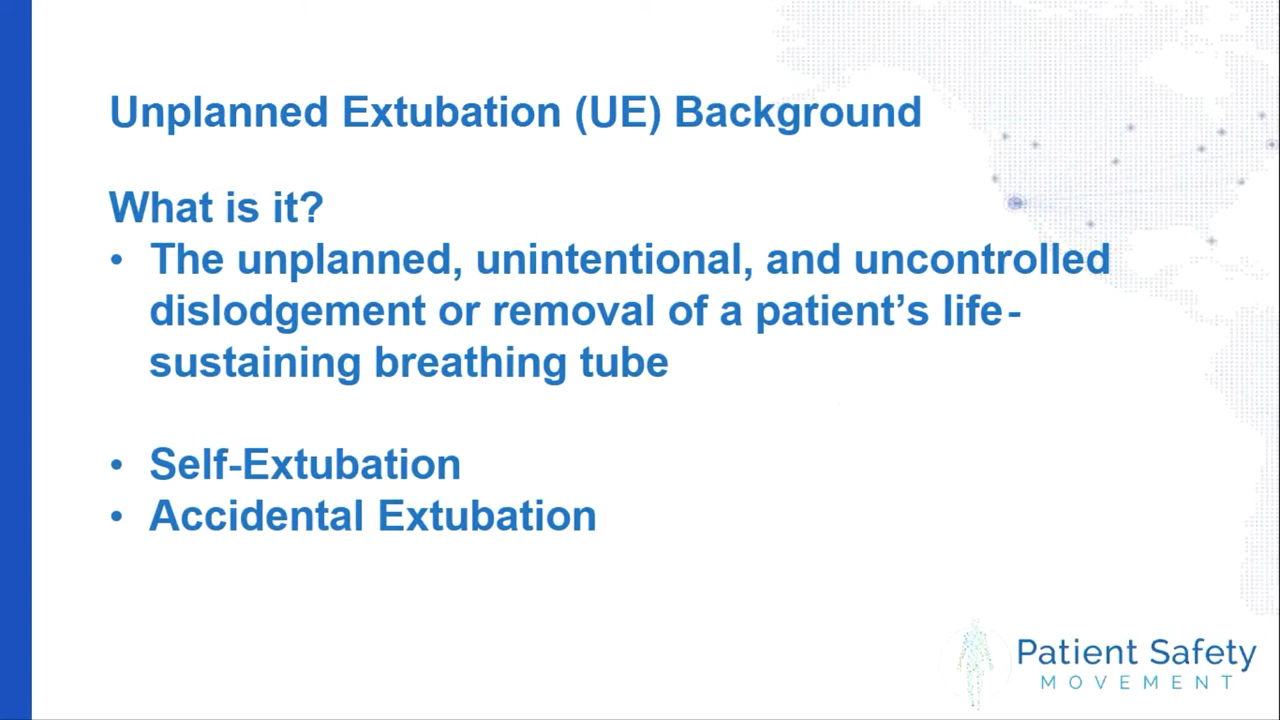 Unplanned Extubation (UE) Background
What is it?
• The unplanned, unintentional, and uncontrolled
dislodgement or removal of a patient’s life-
sustaining breathing tube
• Self-Extubation
• Accidental Extubation
Patient Safety
MOVEMENT